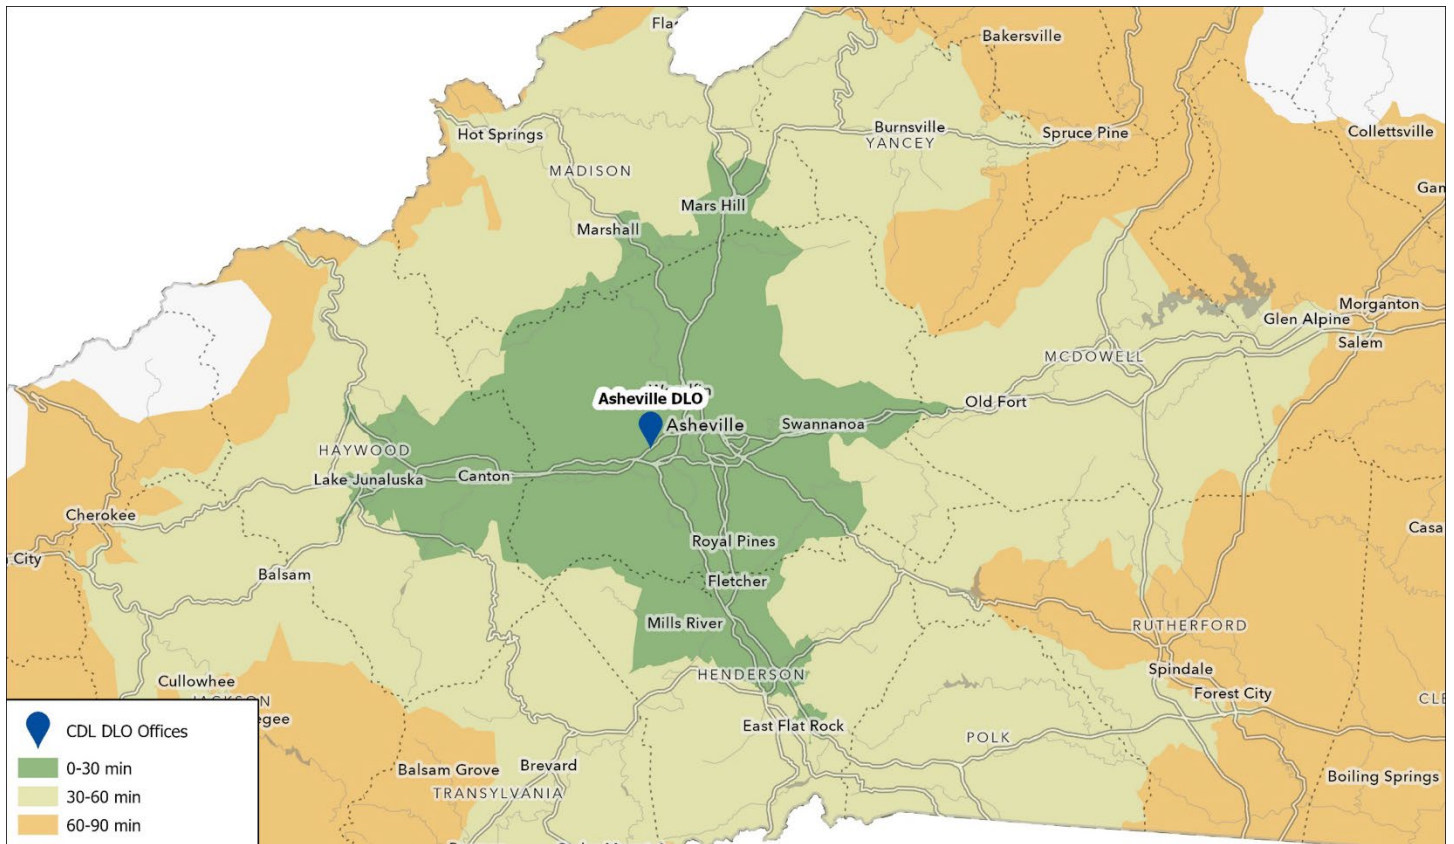 Bakersville
Hot Springs
Burnsville
YANCEY
Spruce Pine
Collettsville
MADISON
Mars Hill
Marshall
Morganton
Glen Alpine
Salem
MCDOWELL
Asheville DLO
Asheville
Old Fort
Swannanoa
HAYWOOD
Lake Junaluska
Canton
Cherokee
City
Royal Pines
Balsam
Fletcher
Mills River
RUTHERFORD
Spindale
HENDERSON
Cullowhee
Forest City
East Flat Rock
POLK
Balsam Grove
Brevard
TRANSYLVANIA
Boiling Springs
CDL DLO Offices
0-30 min
30-60 min
60-90 min